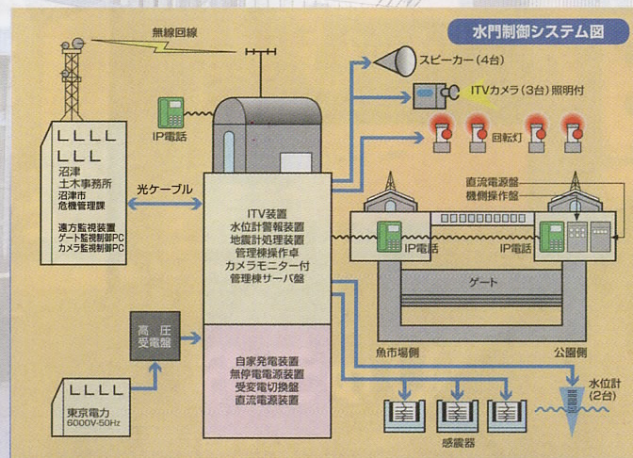 水門制御システム図
無線回線
スピーカー(4台)
ITVカメラ(3台)照明付
IP電話
回転灯
沼津
土木事務所
沼津市
危機管理課
遠方監視装置
ゲート監視制御PC
カメラ監視制御PC
光ケーブル
直流電源盤
機側操作盤
ITV装置
水位計警報装置
地震計処理装置
管理棟操作卓
カメラモニター付
管理棟サーバ盤
IP電話
IP電話
ゲート
高圧
受電盤
魚市場側
公園側
自家発電装置
無停電電源装置
受変電切換盤
直流電源装置
水位計
(2台)
東京電力
6000V-50Hz
感震器